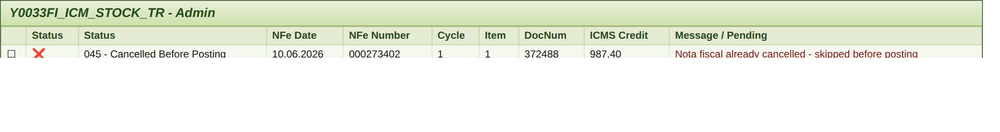 Y0033FI_ICM_STOCK_TR - Admin
Status Status NFe Date NFe Number Cycle Item DocNum ICMS Credit Message / Pending
☐ ❌ 045 - Cancelled Before Posting 10.06.2026 000273402 1 1 372488 987,40 Nota fiscal already cancelled - skipped before posting